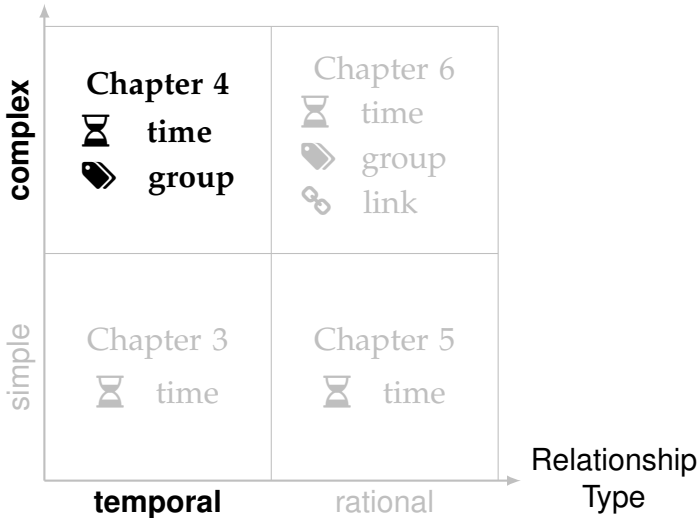 complex
Chapter 4
time
group
Chapter 6
time
group
link
simple
Chapter 3
time
Chapter 5
time
temporal
rational
Relationship
Type